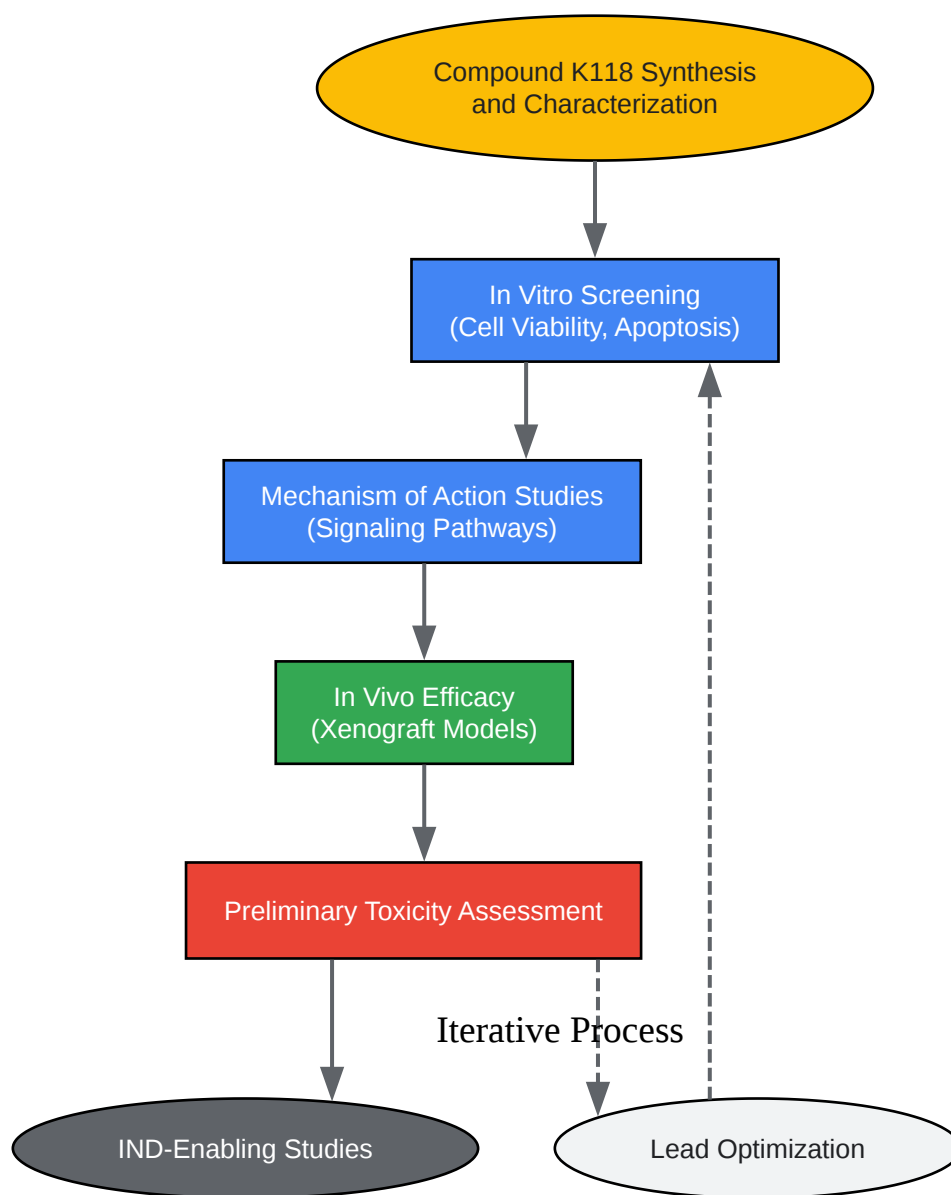 Compound K118 Synthesis
and Characterization
In Vitro Screening
(Cell Viability, Apoptosis)
Mechanism of Action Studies
(Signaling Pathways)
In Vivo Efficacy
(Xenograft Models)
Preliminary Toxicity Assessment
Iterative Process
IND-Enabling Studies
Lead Optimization